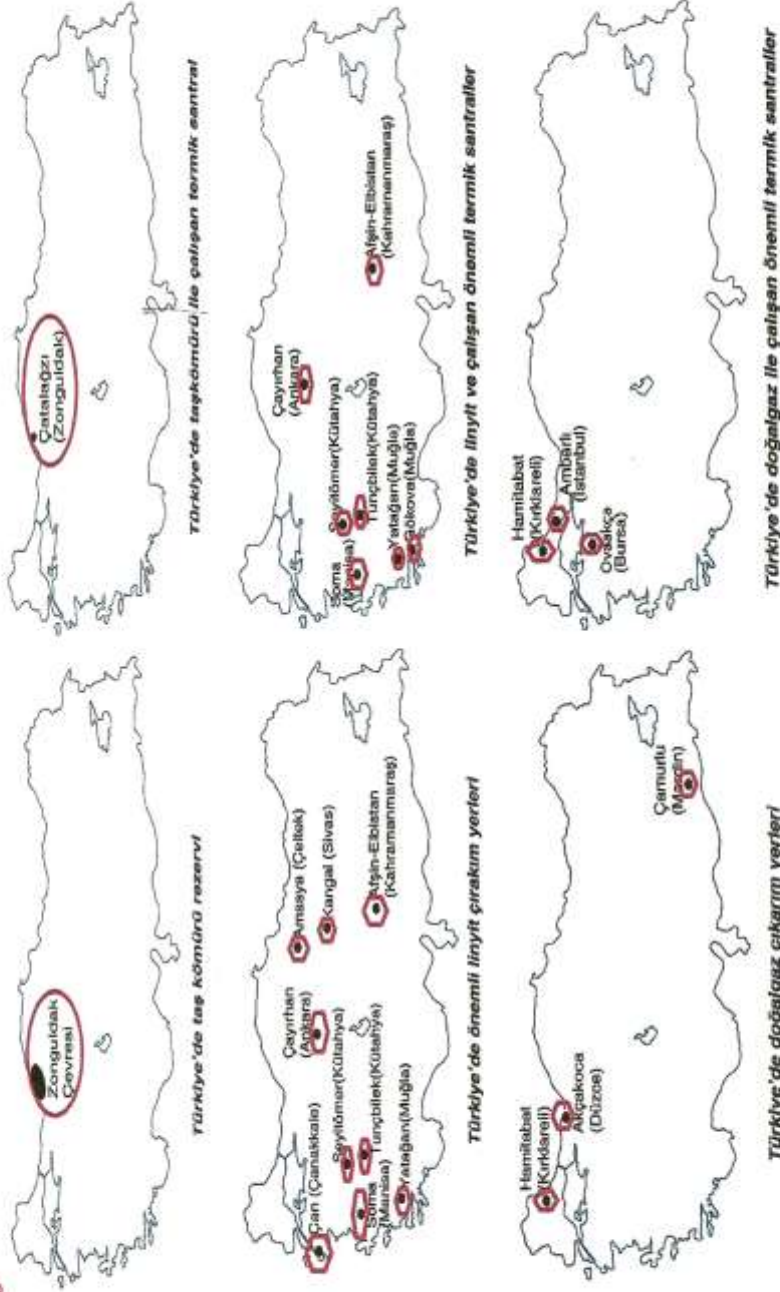 Zonguldak
Çevresi
Türkiye'de taş kömürü rezervi
Çatalağzı
(Zonguldak)
Türkiye'de taşkömürü ile çalışan termik santral
Çan (Çanakkale)
Seyitömer(Kütahya)
Tunçbilek(Kütahya)
Soma
(Manisa)
Yatağan(Muğla)
Çayırhan
(Ankara)
Amasya (Çeltek)
Kangal (Sivas)
Afşin-Elbistan
(Kahramanmaraş)
Türkiye'de önemli linyit çırakım yerleri
Soma
(Manisa)
Seyitömer(Kütahya)
Tunçbilek(Kütahya)
Yatağan(Muğla)
Gökova(Muğla)
Çayırhan
(Ankara)
Afşin-Elbistan
(Kahramanmaraş)
Türkiye'de linyit ve çalışan önemli termik santraller
Hamitabat
(Kırklareli)
Akçakoca
(Düzce)
Çamurlu
(Mardin)
Türkiye'de doğalgaz çıkarım yerleri
Hamitabat
(Kırklareli)
Ambarlı
(İstanbul)
Ovaakça
(Bursa)
Türkiye'de doğalgaz ile çalışan önemli termik santraller